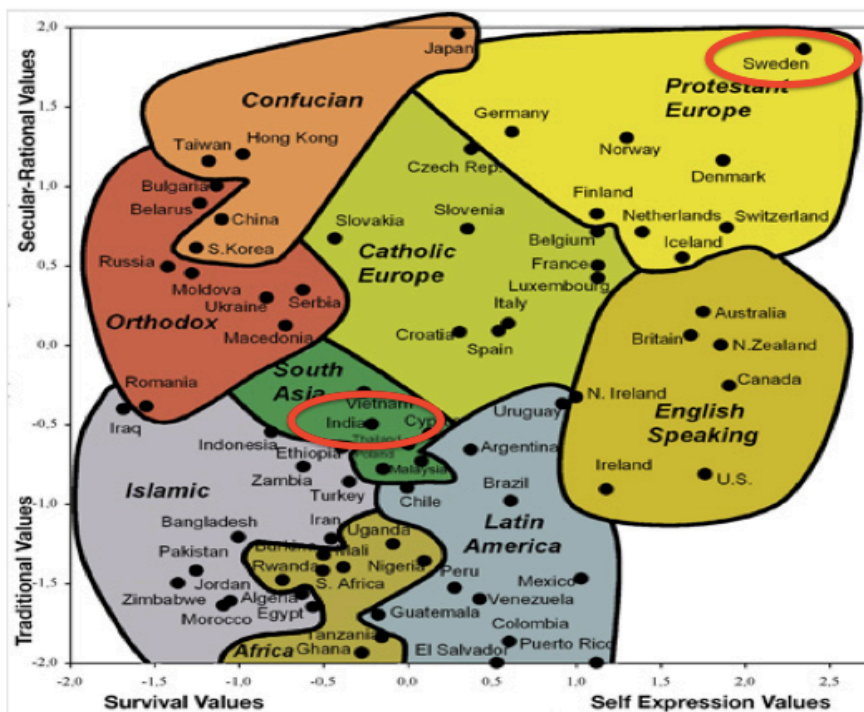 2,0
Japan
Sweden
Confucian
Protestant
Europe
1,5
Germany
Hong Kong
Norway
Taiwan
Czech Rep.
Denmark
Bulgaria
1,0
Finland
Belarus
Slovenia
China
Netherlands
Switzerland
Slovakia
Belgium
S.Korea
Catholic
Europe
Iceland
Russia
France
0,5
Moldova
Luxembourg
Ukraine
Serbia
Italy
Australia
Orthodox
Macedonia
Croatia
Britain
N.Zealand
Spain
0,0
South
Asia
Romania
Canada
Vietnam
N. Ireland
Uruguay
Iraq
India
English
Speaking
-0,5
Indonesia
Thailand
Ethiopia
Argentina
Poland
Malaysia
Zambia
Ireland
U.S.
Islamic
Turkey
Chile
Brazil
-1,0
Latin
America
Bangladesh
Iran
Uganda
Mali
Pakistan
Rwanda
Nigeria
-1,5
Jordan
S. Africa
Peru
Mexico
Zimbabwe
Algeria
Venezuela
Morocco
Egypt
Guatemala
Colombia
Tanzania
Puerto Rico
Africa
Ghana
El Salvador
-2,0
-2,0
-1,5
-1,0
-0,5
0,0
0,5
1,0
1,5
2,0
2,5
Survival Values
Self Expression Values
Secular-Rational Values
Traditional Values